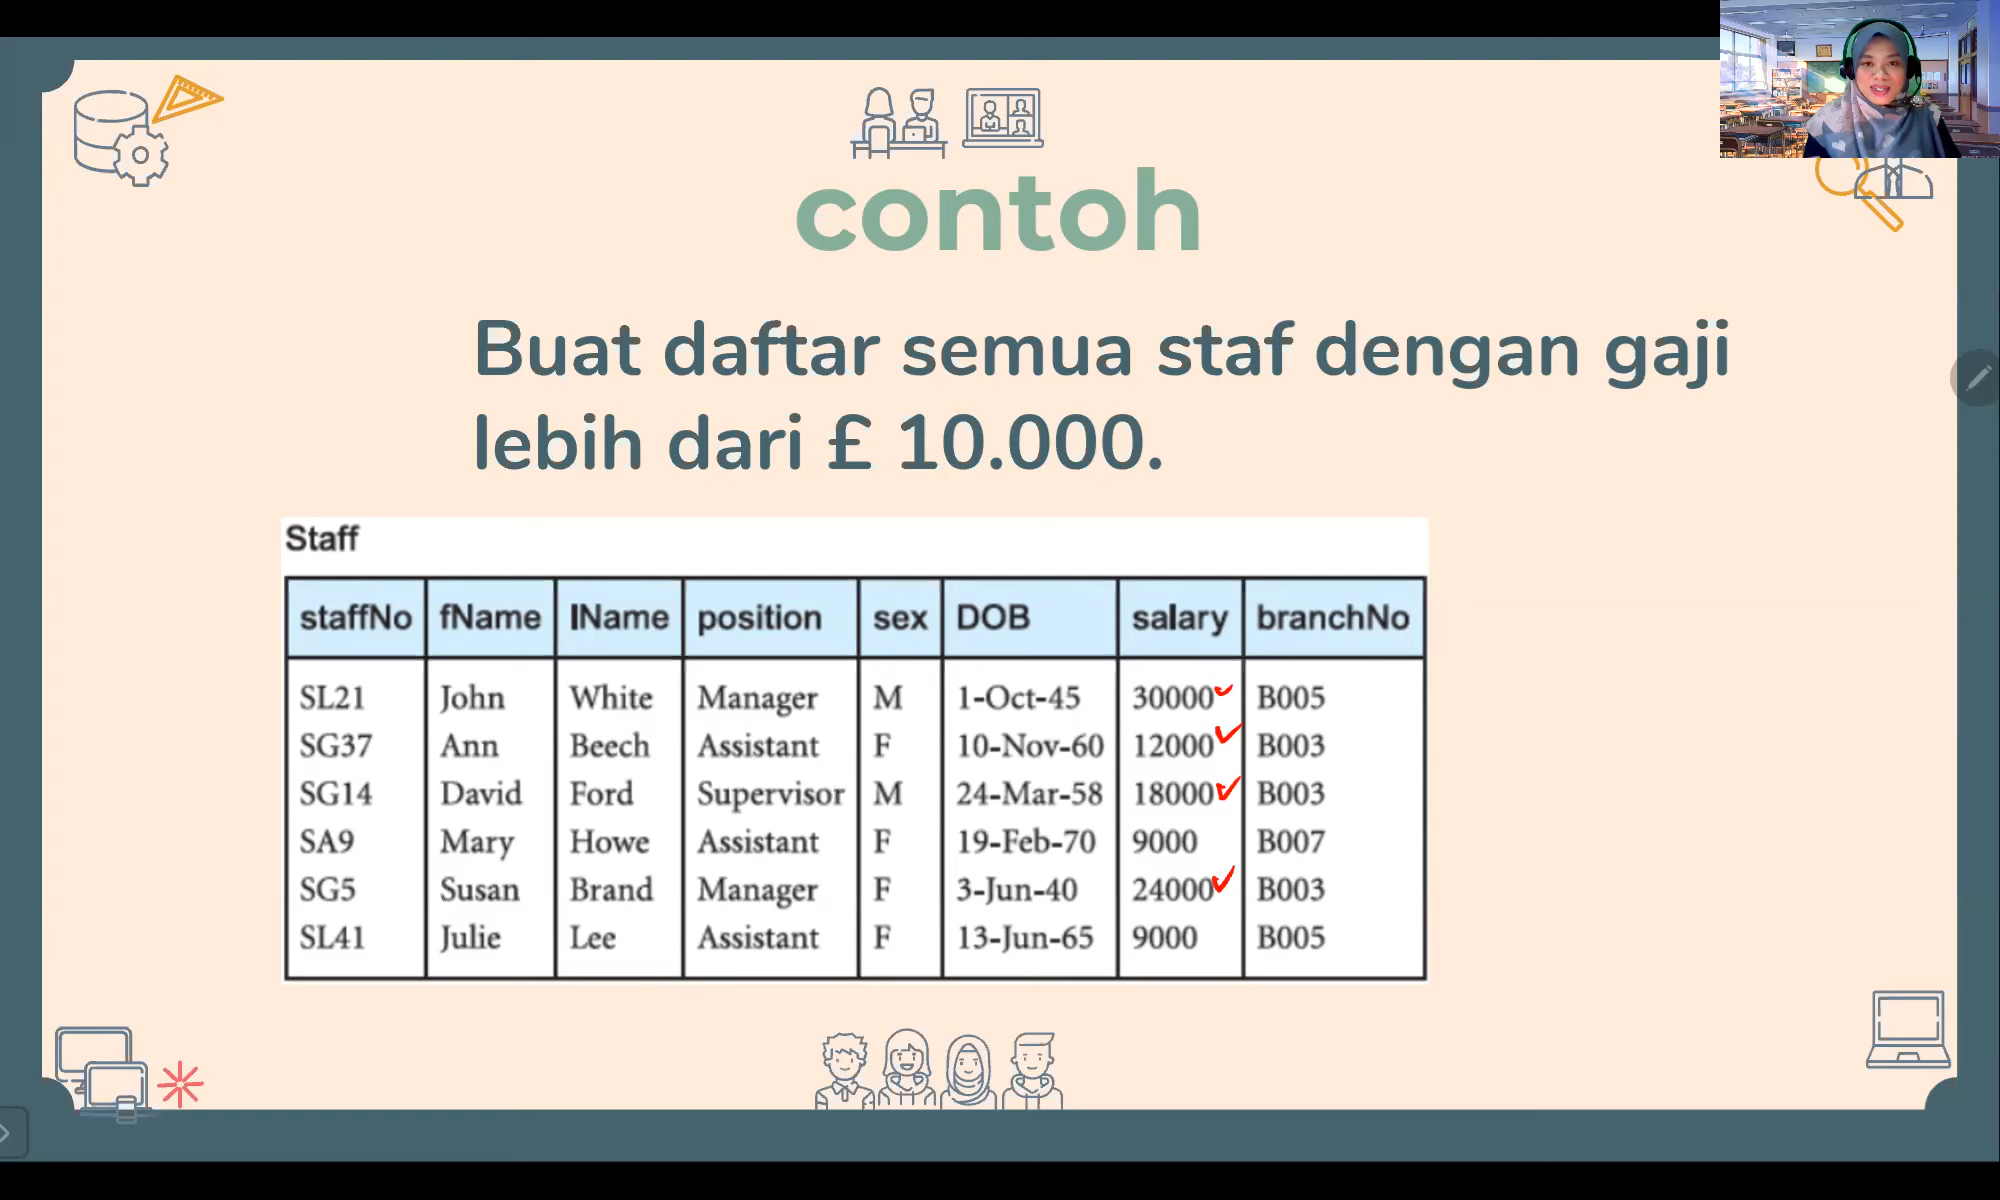 contoh
Buat daftar semua staf dengan gaji
lebih dari £ 10.000.
Staff
staffNo fName lName position sex DOB salary branchNo
SL21 John White Manager M 1-Oct-45 30000 B005
SG37 Ann Beech Assistant F 10-Nov-60 12000 B003
SG14 David Ford Supervisor M 24-Mar-58 18000 B003
SA9 Mary Howe Assistant F 19-Feb-70 9000 B007
SG5 Susan Brand Manager F 3-Jun-40 24000 B003
SL41 Julie Lee Assistant F 13-Jun-65 9000 B005